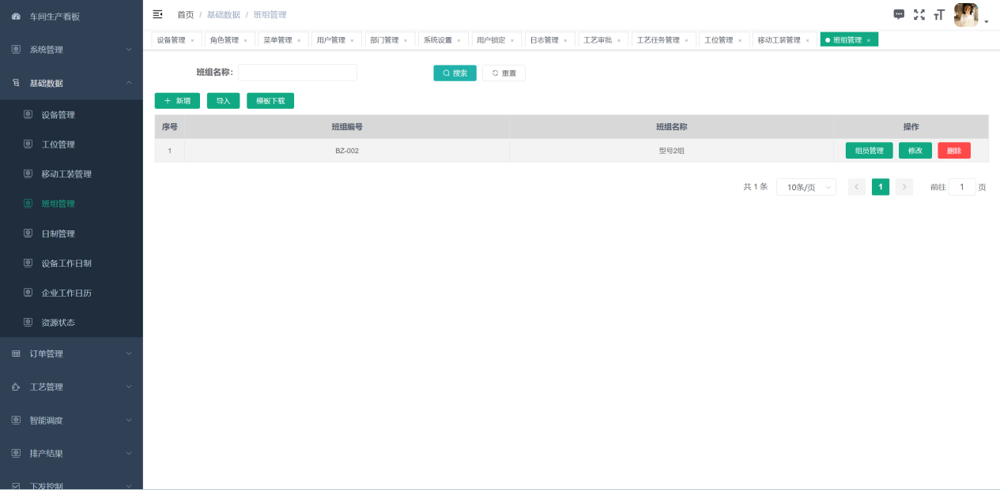 车间生产看板
系统管理
基础数据
设备管理
工位管理
移动工装管理
班组管理
日制管理
设备工作日制
企业工作日历
资源状态
订单管理
工艺管理
智能调度
排产结果
下发控制
首页 / 基础数据 / 班组管理
设备管理 × 角色管理 × 菜单管理 × 用户管理 × 部门管理 × 系统设置 × 用户锁定 × 日志管理 × 工艺审批 × 工艺任务管理 × 工位管理 × 移动工装管理 × 班组管理 ×
班组名称: 搜索 重置
+ 新增 导入 模板下载
序号 班组编号 班组名称 操作
1 BZ-002 型号2组 组员管理 修改 删除
共 1 条 10条/页 < 1 > 前往 1 页